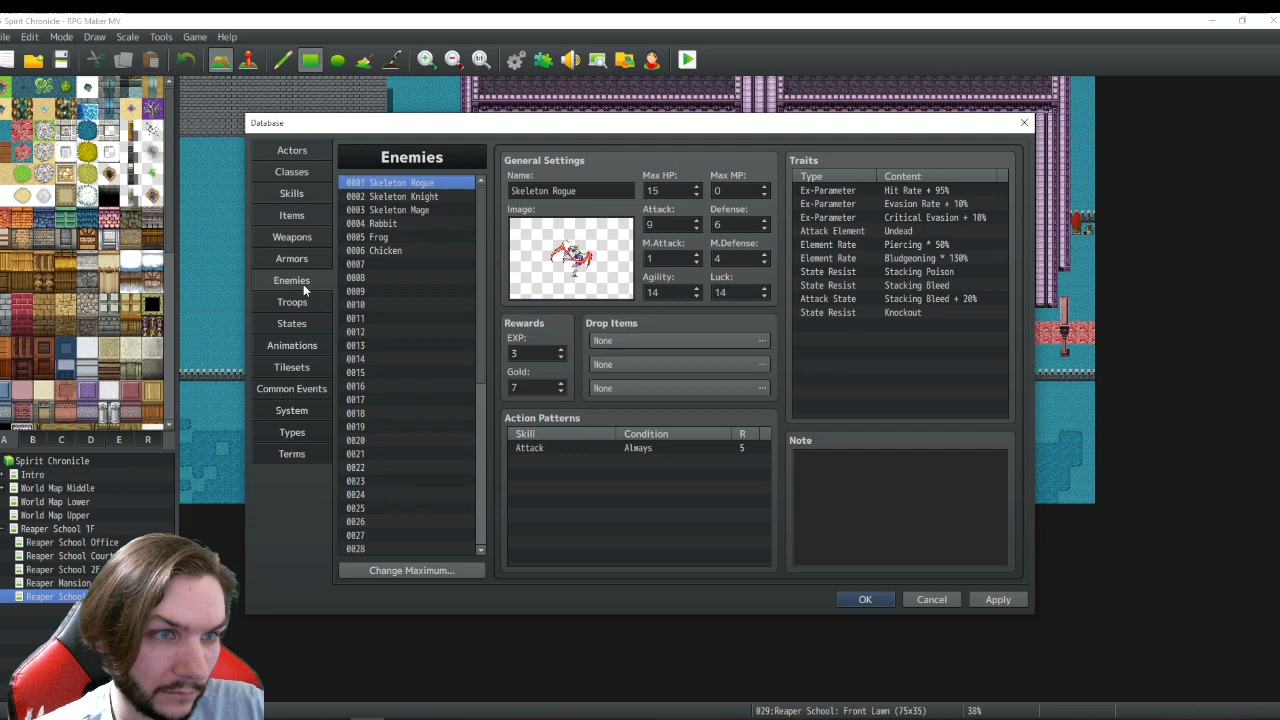 Spirit Chronicle - RPG Maker MV
ile Edit Mode Draw Scale Tools Game Help
1:1
Database
Actors
Classes
Skills
Items
Weapons
Armors
Enemies
Troops
States
Animations
Tilesets
Common Events
System
Types
Terms
Enemies
0001 Skeleton Rogue
0002 Skeleton Knight
0003 Skeleton Mage
0004 Rabbit
0005 Frog
0006 Chicken
0007
0008
0009
0010
0011
0012
0013
0014
0015
0016
0017
0018
0019
0020
0021
0022
0023
0024
0025
0026
0027
0028
Change Maximum...
General Settings
Name:
Skeleton Rogue
Image:
Max HP: Max MP:
15 0
Attack: Defense:
9 6
M.Attack: M.Defense:
1 4
Agility: Luck:
14 14
Rewards
EXP:
3
Gold:
7
Drop Items
None ...
None ...
None ...
Action Patterns
Skill Condition R
Attack Always 5
Traits
Type Content
Ex-Parameter Hit Rate + 95%
Ex-Parameter Evasion Rate + 10%
Ex-Parameter Critical Evasion + 10%
Attack Element Undead
Element Rate Piercing * 50%
Element Rate Bludgeoning * 130%
State Resist Stacking Poison
State Resist Stacking Bleed
Attack State Stacking Bleed + 20%
State Resist Knockout
Note
OK Cancel Apply
A B C D E R
Spirit Chronicle
Intro
World Map Middle
World Map Lower
World Map Upper
Reaper School 1F
Reaper School Office
Reaper School Court
Reaper School 2F
Reaper Mansion
Reaper School
029:Reaper School: Front Lawn (75x35) 38%